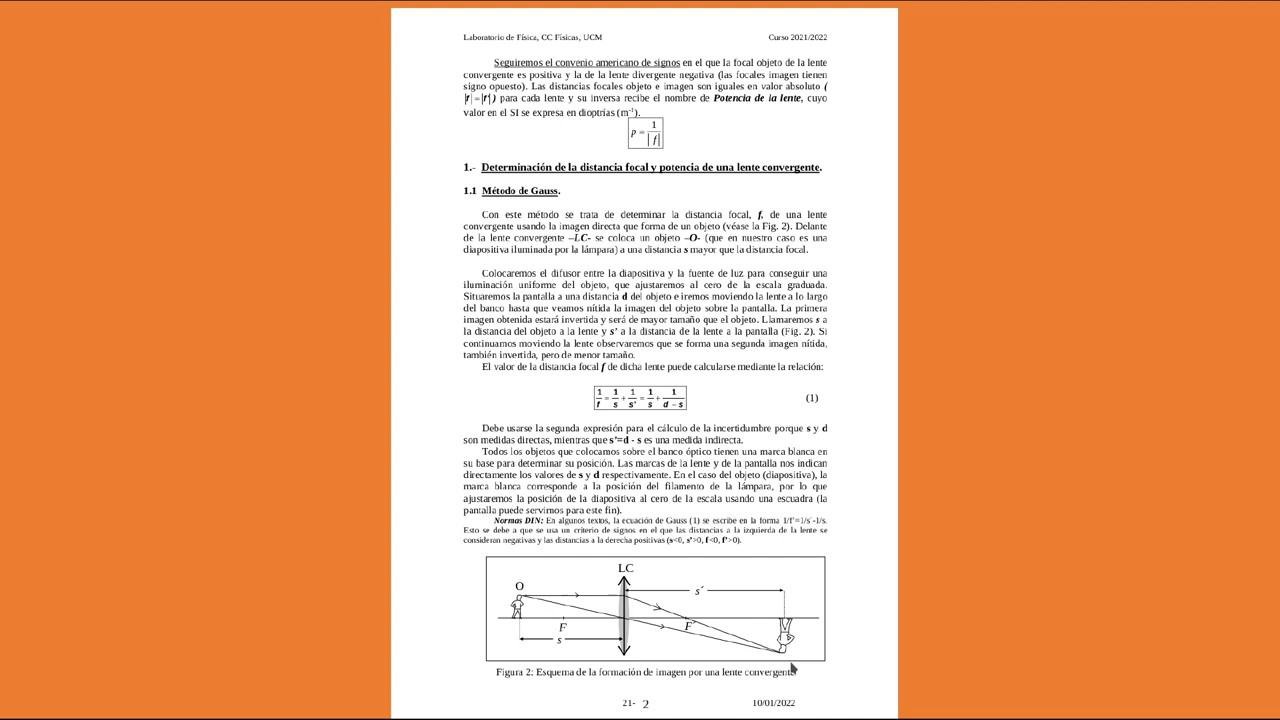 Laboratorio de Física, CC Físicas, UCM Curso 2021/2022
Seguiremos el convenio americano de signos en el que la focal objeto de la lente
convergente es positiva y la de la lente divergente negativa (las focales imagen tienen
signo opuesto). Las distancias focales objeto e imagen son iguales en valor absoluto (
|f|=|f'|) para cada lente y su inversa recibe el nombre de Potencia de la lente, cuyo
valor en el SI se expresa en dioptrías (m⁻¹).
p = 1/|f|
1.- Determinación de la distancia focal y potencia de una lente convergente.
1.1 Método de Gauss.
Con este método se trata de determinar la distancia focal, f, de una lente
convergente usando la imagen directa que forma de un objeto (véase la Fig. 2). Delante
de la lente convergente –LC- se coloca un objeto –O- (que en nuestro caso es una
diapositiva iluminada por la lámpara) a una distancia s mayor que la distancia focal.
Colocaremos el difusor entre la diapositiva y la fuente de luz para conseguir una
iluminación uniforme del objeto, que ajustaremos al cero de la escala graduada.
Situaremos la pantalla a una distancia d del objeto e iremos moviendo la lente a lo largo
del banco hasta que veamos nítida la imagen del objeto sobre la pantalla. La primera
imagen obtenida estará invertida y será de mayor tamaño que el objeto. Llamaremos s a
la distancia del objeto a la lente y s' a la distancia de la lente a la pantalla (Fig. 2). Si
continuamos moviendo la lente observaremos que se forma una segunda imagen nítida,
también invertida, pero de menor tamaño.
El valor de la distancia focal f de dicha lente puede calcularse mediante la relación:
1/f = 1/s + 1/s' = 1/s + 1/(d – s) (1)
Debe usarse la segunda expresión para el cálculo de la incertidumbre porque s y d
son medidas directas, mientras que s'=d - s es una medida indirecta.
Todos los objetos que colocamos sobre el banco óptico tienen una marca blanca en
su base para determinar su posición. Las marcas de la lente y de la pantalla nos indican
directamente los valores de s y d respectivamente. En el caso del objeto (diapositiva), la
marca blanca corresponde a la posición del filamento de la lámpara, por lo que
ajustaremos la posición de la diapositiva al cero de la escala usando una escuadra (la
pantalla puede servirnos para este fin).
Normas DIN: En algunos textos, la ecuación de Gauss (1) se escribe en la forma 1/f'=1/s´-1/s.
Esto se debe a que se usa un criterio de signos en el que las distancias a la izquierda de la lente se
consideran negativas y las distancias a la derecha positivas (s<0, s'>0, f<0, f'>0).
LC
O s´
F F´
s
Figura 2: Esquema de la formación de imagen por una lente convergente
21- 2 10/01/2022